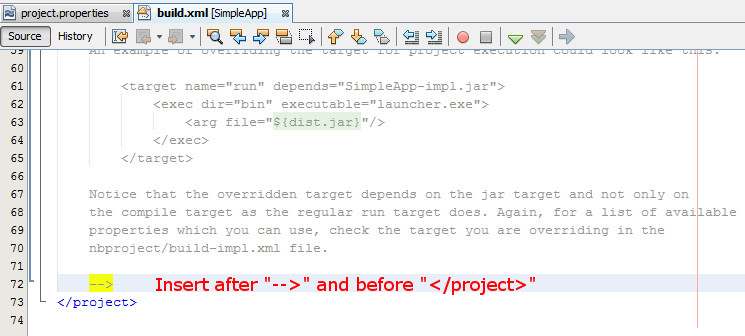 project.properties build.xml [SimpleApp]
Source History
59 An example of overriding the target for project execution could look like this:
60
61 <target name="run" depends="SimpleApp-impl.jar">
62 <exec dir="bin" executable="launcher.exe">
63 <arg file="${dist.jar}"/>
64 </exec>
65 </target>
66
67 Notice that the overridden target depends on the jar target and not only on
68 the compile target as the regular run target does. Again, for a list of available
69 properties which you can use, check the target you are overriding in the
70 nbproject/build-impl.xml file.
71
72 --> Insert after "-->" and before "</project>"
73 </project>
74